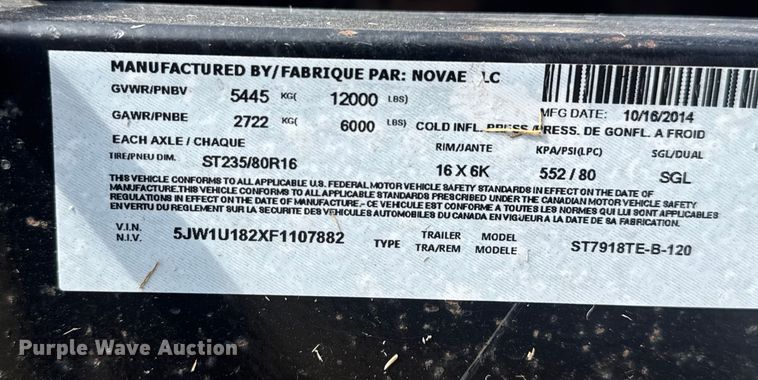 MANUFACTURED BY/FABRIQUE PAR: NOVAE LC
GVWR/PNBV 5445 KG( 12000 LBS)
MFG DATE: 10/16/2014
GAWR/PNBE 2722 KG( 6000 LBS) COLD INFL. PRESS./PRESS. DE GONFL. A FROID
EACH AXLE / CHAQUE RIM/JANTE KPA/PSI(LPC) SGL/DUAL
TIRE/PNEU DIM. ST235/80R16 16 X 6K 552 / 80 SGL
THIS VEHICLE CONFORMS TO ALL APPLICABLE U.S. FEDERAL MOTOR VEHICLE SAFETY STANDARDS IN EFFECT ON THE DATE OF
MANUFACTURE.THIS VEHICLE CONFORMS TO ALL APPLICABLE STANDARDS PRESCRIBED UNDER THE CANADIAN MOTOR VEHICLE SAFETY
REGULATIONS IN EFFECT ON THE DATE OF MANUFACTURE,- CE VEHICULE EST CONFORME A TOUTES LES NORMES QUI LUI SONT APPLICABLES
EN VERTU DU REGLEMENT SUR LA SECURITE DES VEHICULES AUTOMOBILES DU CANADA EN VIGUEUR A LA DATE DE SA FABRICATION.
V.I.N. 5JW1U182XF1107882 TYPE TRAILER MODEL ST7918TE-B-120
N.I.V. TRA/REM MODELE
Purple Wave Auction